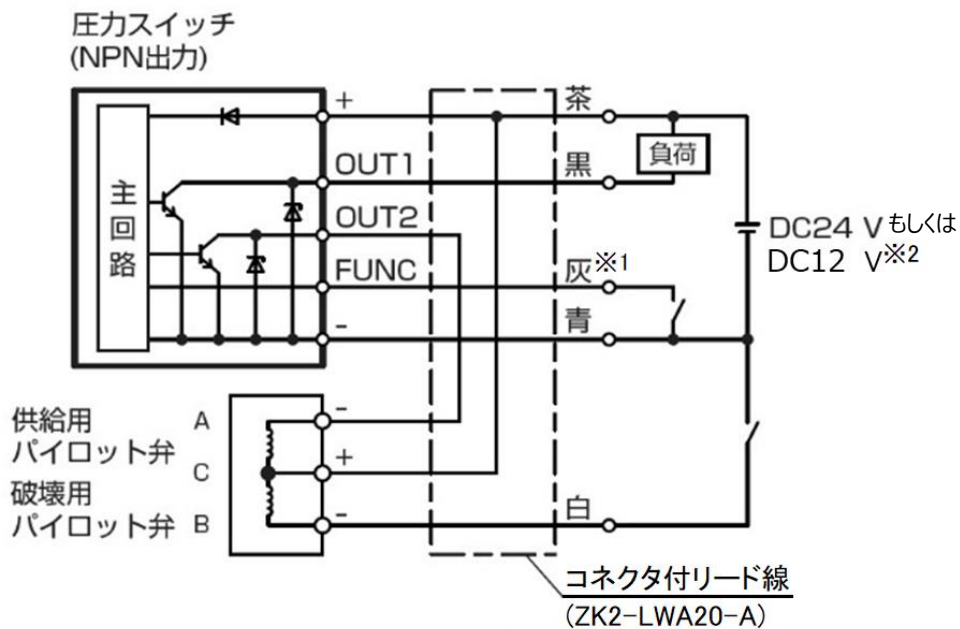 圧力スイッチ
(NPN出力)
主
回
路
+
OUT1
OUT2
FUNC
-
茶
黒
灰※1
青
負荷
DC24 V もしくは
DC12 V※2
供給用
パイロット弁
破壊用
パイロット弁
A
C
B
-
+
-
白
コネクタ付リード線
(ZK2-LWA20-A)